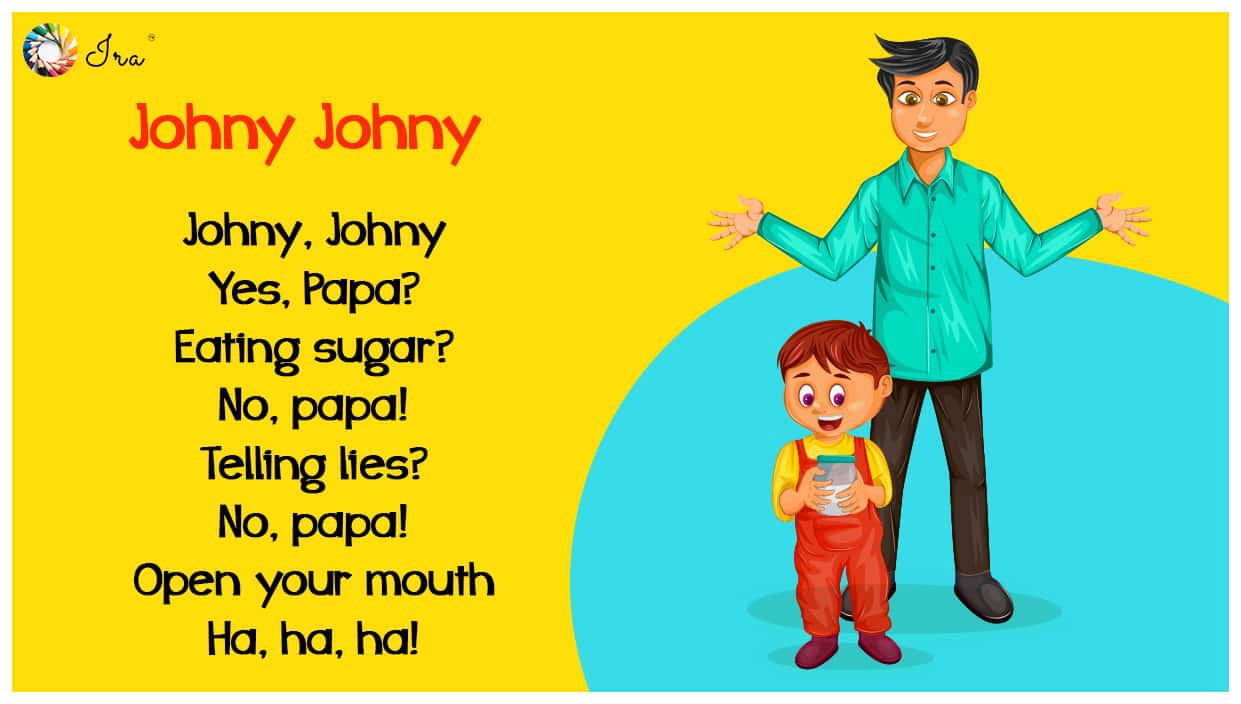 Ira
Johny Johny
Johny, Johny
Yes, Papa?
Eating sugar?
No, papa!
Telling lies?
No, papa!
Open your mouth
Ha, ha, ha!